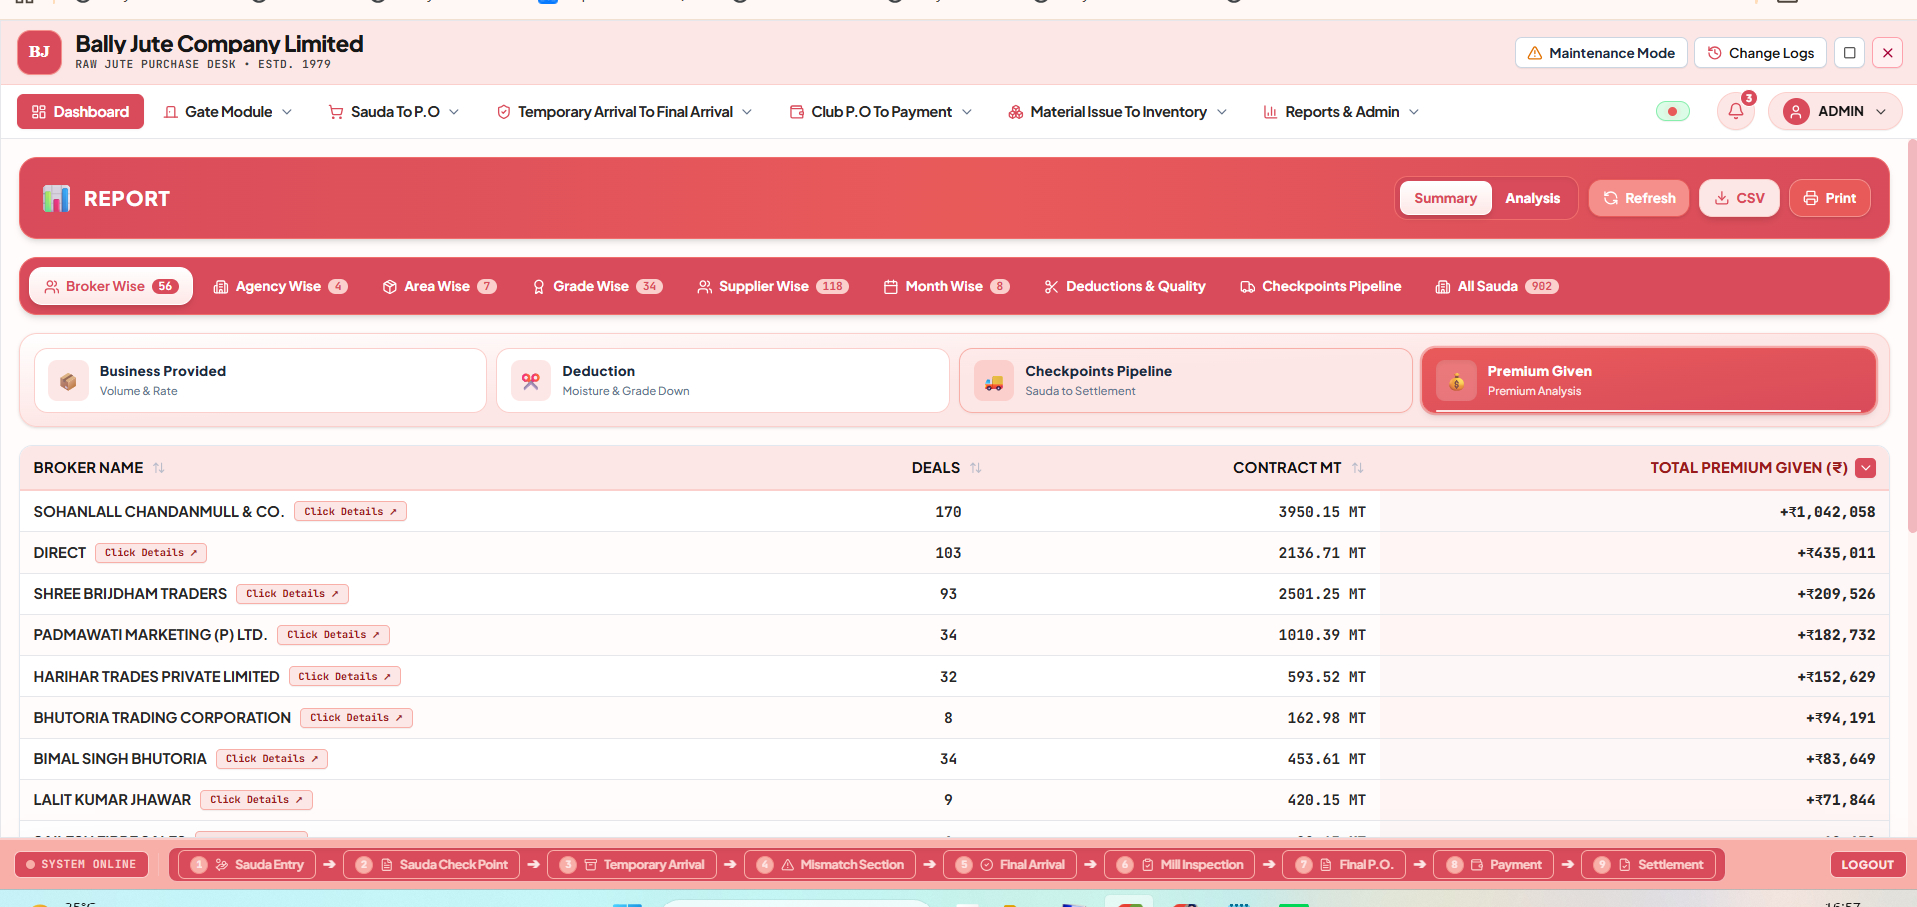 Bally Jute Company Limited
RAW JUTE PURCHASE DESK • ESTD. 1979
BJ
Maintenance Mode
Change Logs
Dashboard
Gate Module
Sauda To P.O
Temporary Arrival To Final Arrival
Club P.O To Payment
Material Issue To Inventory
Reports & Admin
3
ADMIN
REPORT
Summary
Analysis
Refresh
CSV
Print
Broker Wise 56
Agency Wise 4
Area Wise 7
Grade Wise 34
Supplier Wise 118
Month Wise 8
Deductions & Quality
Checkpoints Pipeline
All Sauda 902
Business Provided
Volume & Rate
Deduction
Moisture & Grade Down
Checkpoints Pipeline
Sauda to Settlement
Premium Given
Premium Analysis
BROKER NAME DEALS CONTRACT MT TOTAL PREMIUM GIVEN (₹)
SOHANLALL CHANDANMULL & CO. Click Details ↗ 170 3950.15 MT +₹1,042,058
DIRECT Click Details ↗ 103 2136.71 MT +₹435,011
SHREE BRIJDHAM TRADERS Click Details ↗ 93 2501.25 MT +₹209,526
PADMAWATI MARKETING (P) LTD. Click Details ↗ 34 1010.39 MT +₹182,732
HARIHAR TRADES PRIVATE LIMITED Click Details ↗ 32 593.52 MT +₹152,629
BHUTORIA TRADING CORPORATION Click Details ↗ 8 162.98 MT +₹94,191
BIMAL SINGH BHUTORIA Click Details ↗ 34 453.61 MT +₹83,649
LALIT KUMAR JHAWAR Click Details ↗ 9 420.15 MT +₹71,844
SYSTEM ONLINE
1 Sauda Entry ➔ 2 Sauda Check Point ➔ 3 Temporary Arrival ➔ 4 Mismatch Section ➔ 5 Final Arrival ➔ 6 Mill Inspection ➔ 7 Final P.O. ➔ 8 Payment ➔ 9 Settlement
LOGOUT